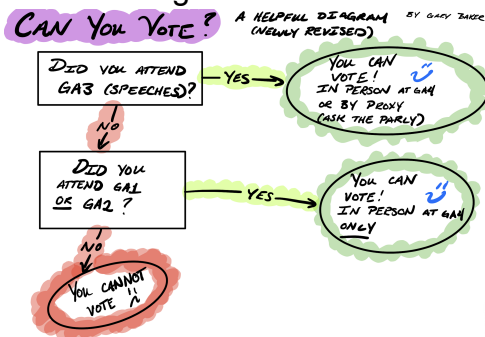 CAN YOU VOTE?
A HELPFUL DIAGRAM
(NEWLY REVISED)
BY GAEY BAKER
DID YOU ATTEND
GA3 (SPEECHES)?
YES
YOU CAN
VOTE!
IN PERSON AT GA4
OR BY PROXY
(ASK THE PARLY)
NO
DID YOU
ATTEND GA1
OR GA2?
YES
YOU CAN
VOTE!
IN PERSON AT GA4
ONLY
NO
YOU CANNOT
VOTE